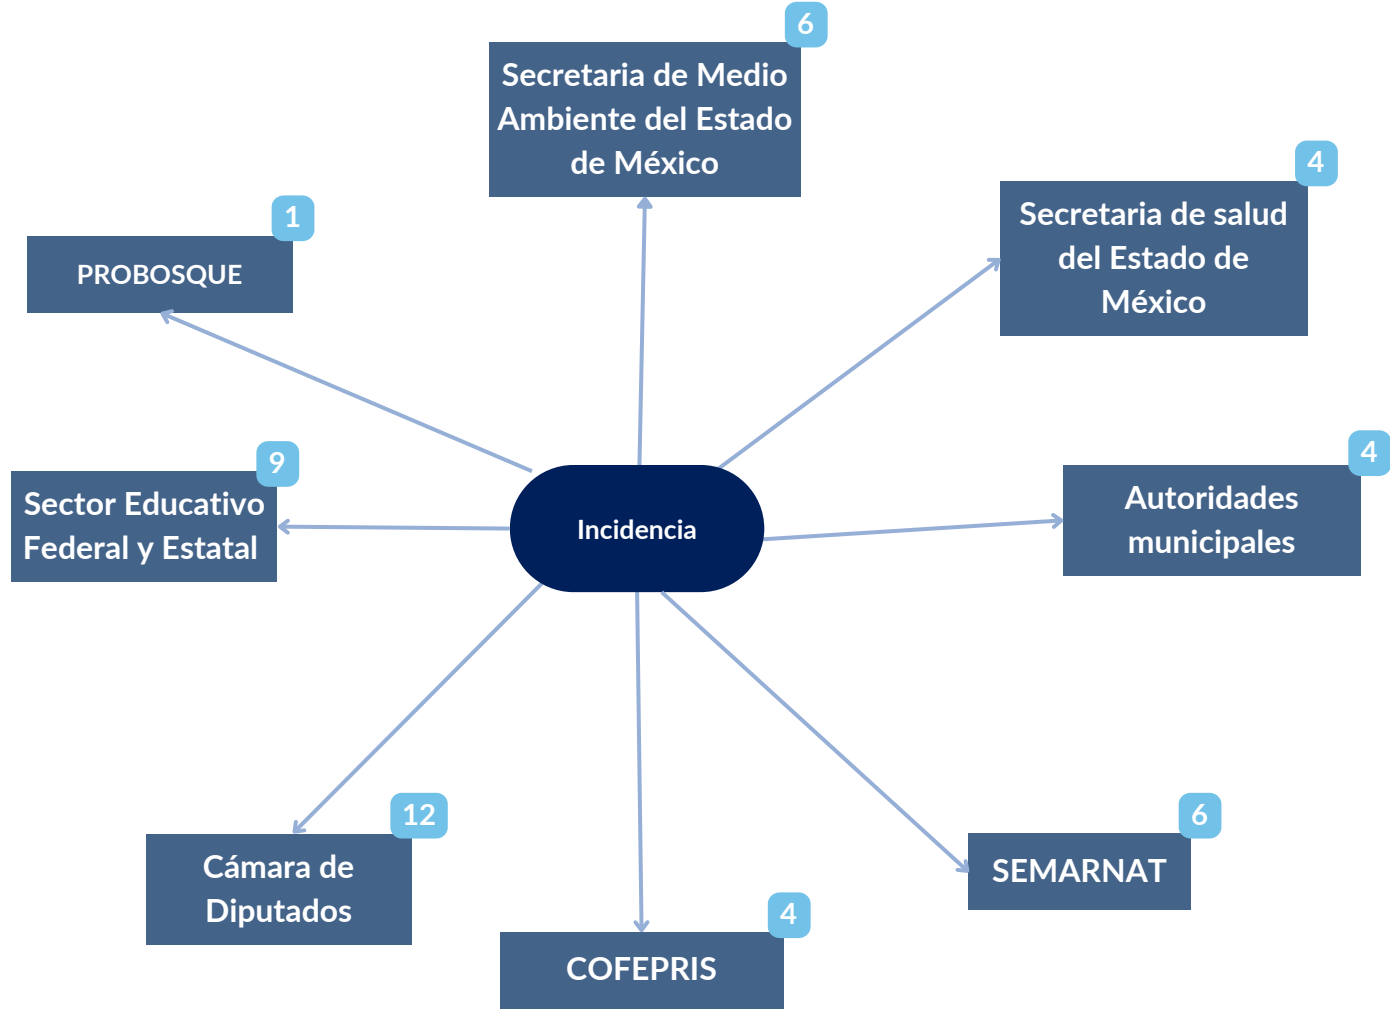 6
Secretaria de Medio
Ambiente del Estado
de México
4
Secretaria de salud
del Estado de
México
1
PROBOSQUE
9
Sector Educativo
Federal y Estatal
Incidencia
4
Autoridades
municipales
12
Cámara de
Diputados
4
COFEPRIS
6
SEMARNAT